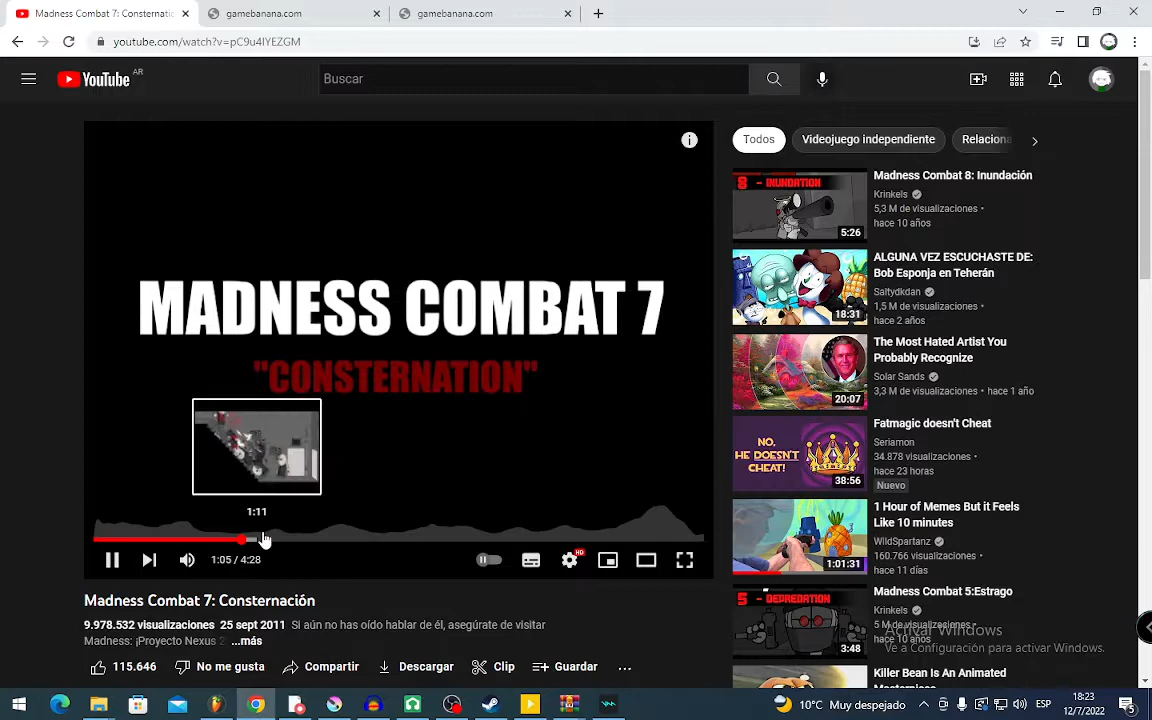 Madness Combat 7: Consternatio
gamebanana.com
gamebanana.com
youtube.com/watch?v=pC9u4lYEZGM
YouTube AR
Buscar
MADNESS COMBAT 7
"CONSTERNATION"
1:11
1:05 / 4:28
HD
Madness Combat 7: Consternación
9.978.532 visualizaciones 25 sept 2011 Si aún no has oído hablar de él, asegúrate de visitar
Madness: ¡Proyecto Nexus 2 ...más
115.646
No me gusta
Compartir
Descargar
Clip
Guardar
Todos
Videojuego independiente
Relaciona
8 - INUNDATION
5:26
Madness Combat 8: Inundación
Krinkels
5,3 M de visualizaciones •
hace 10 años
18:31
ALGUNA VEZ ESCUCHASTE DE:
Bob Esponja en Teherán
Saltydkdan
1,5 M de visualizaciones •
hace 2 años
20:07
The Most Hated Artist You
Probably Recognize
Solar Sands
3,3 M de visualizaciones • hace 1 año
NO,
HE DOESN'T
CHEAT!
38:56
Fatmagic doesn't Cheat
Seriamon
34.878 visualizaciones •
hace 23 horas
Nuevo
1:01:31
1 Hour of Memes But it Feels
Like 10 minutes
WildSpartanz
160.766 visualizaciones •
hace 11 días
5 - DEPREDATION
3:48
Madness Combat 5:Estrago
Krinkels
5 M de visualizaciones •
hace 10 años
Killer Bean Is An Animated
Activar Windows
Ve a Configuración para activar Windows.
10°C Muy despejado
ESP
18:23
12/7/2022
5